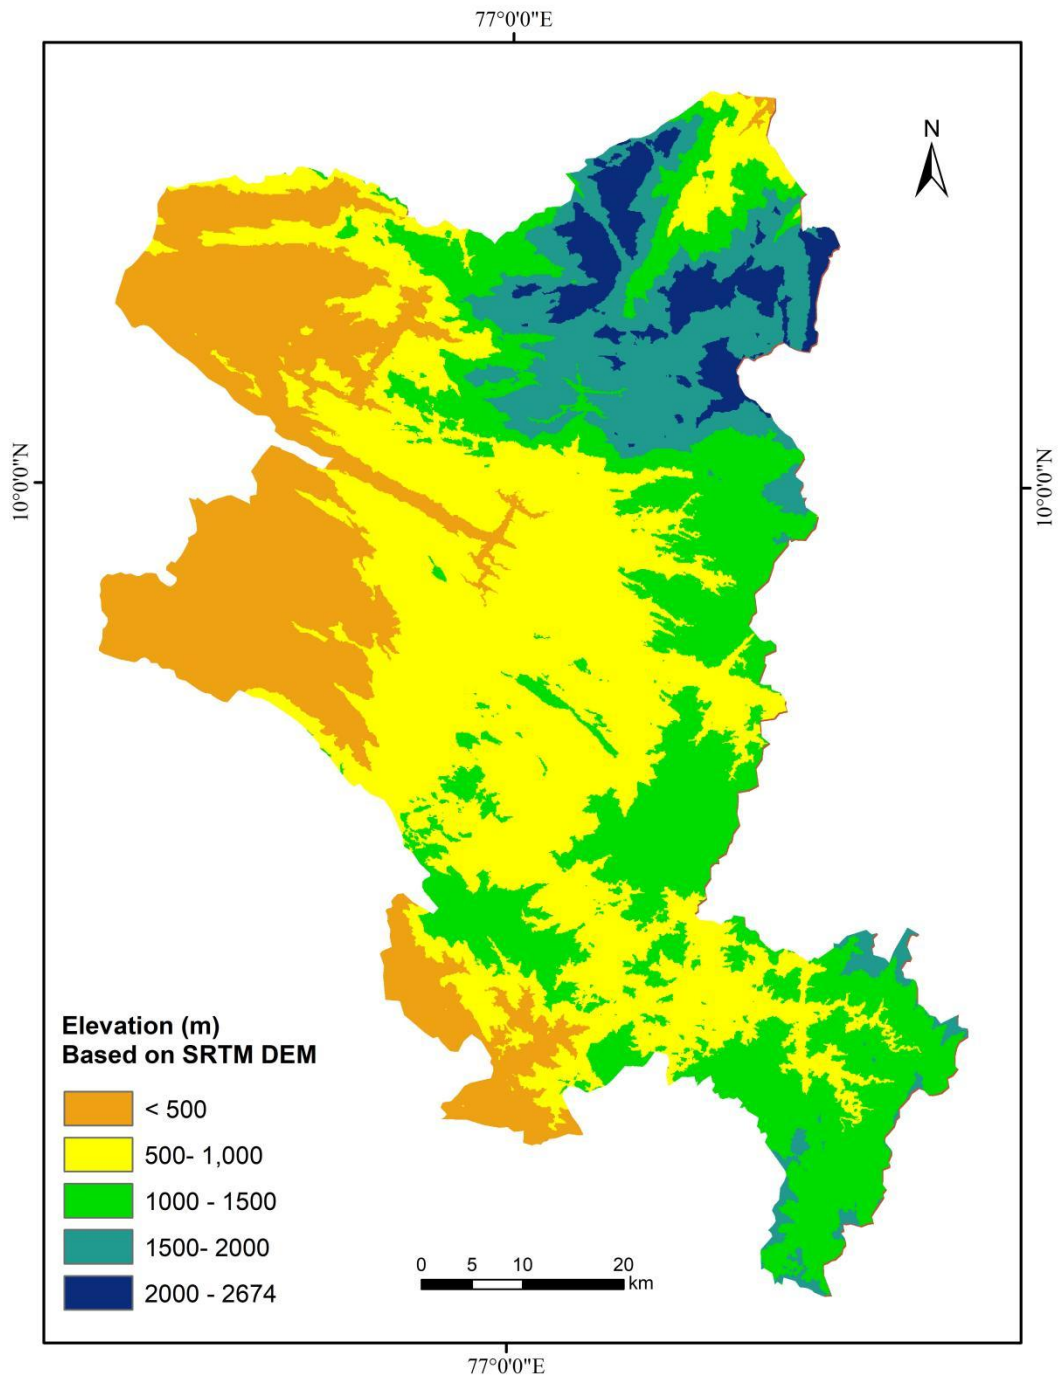 77°0'0"E
N
10°0'0"N
10°0'0"N
Elevation (m)
Based on SRTM DEM
< 500
500- 1,000
1000 - 1500
1500- 2000
2000 - 2674
0 5 10 20
km
77°0'0"E